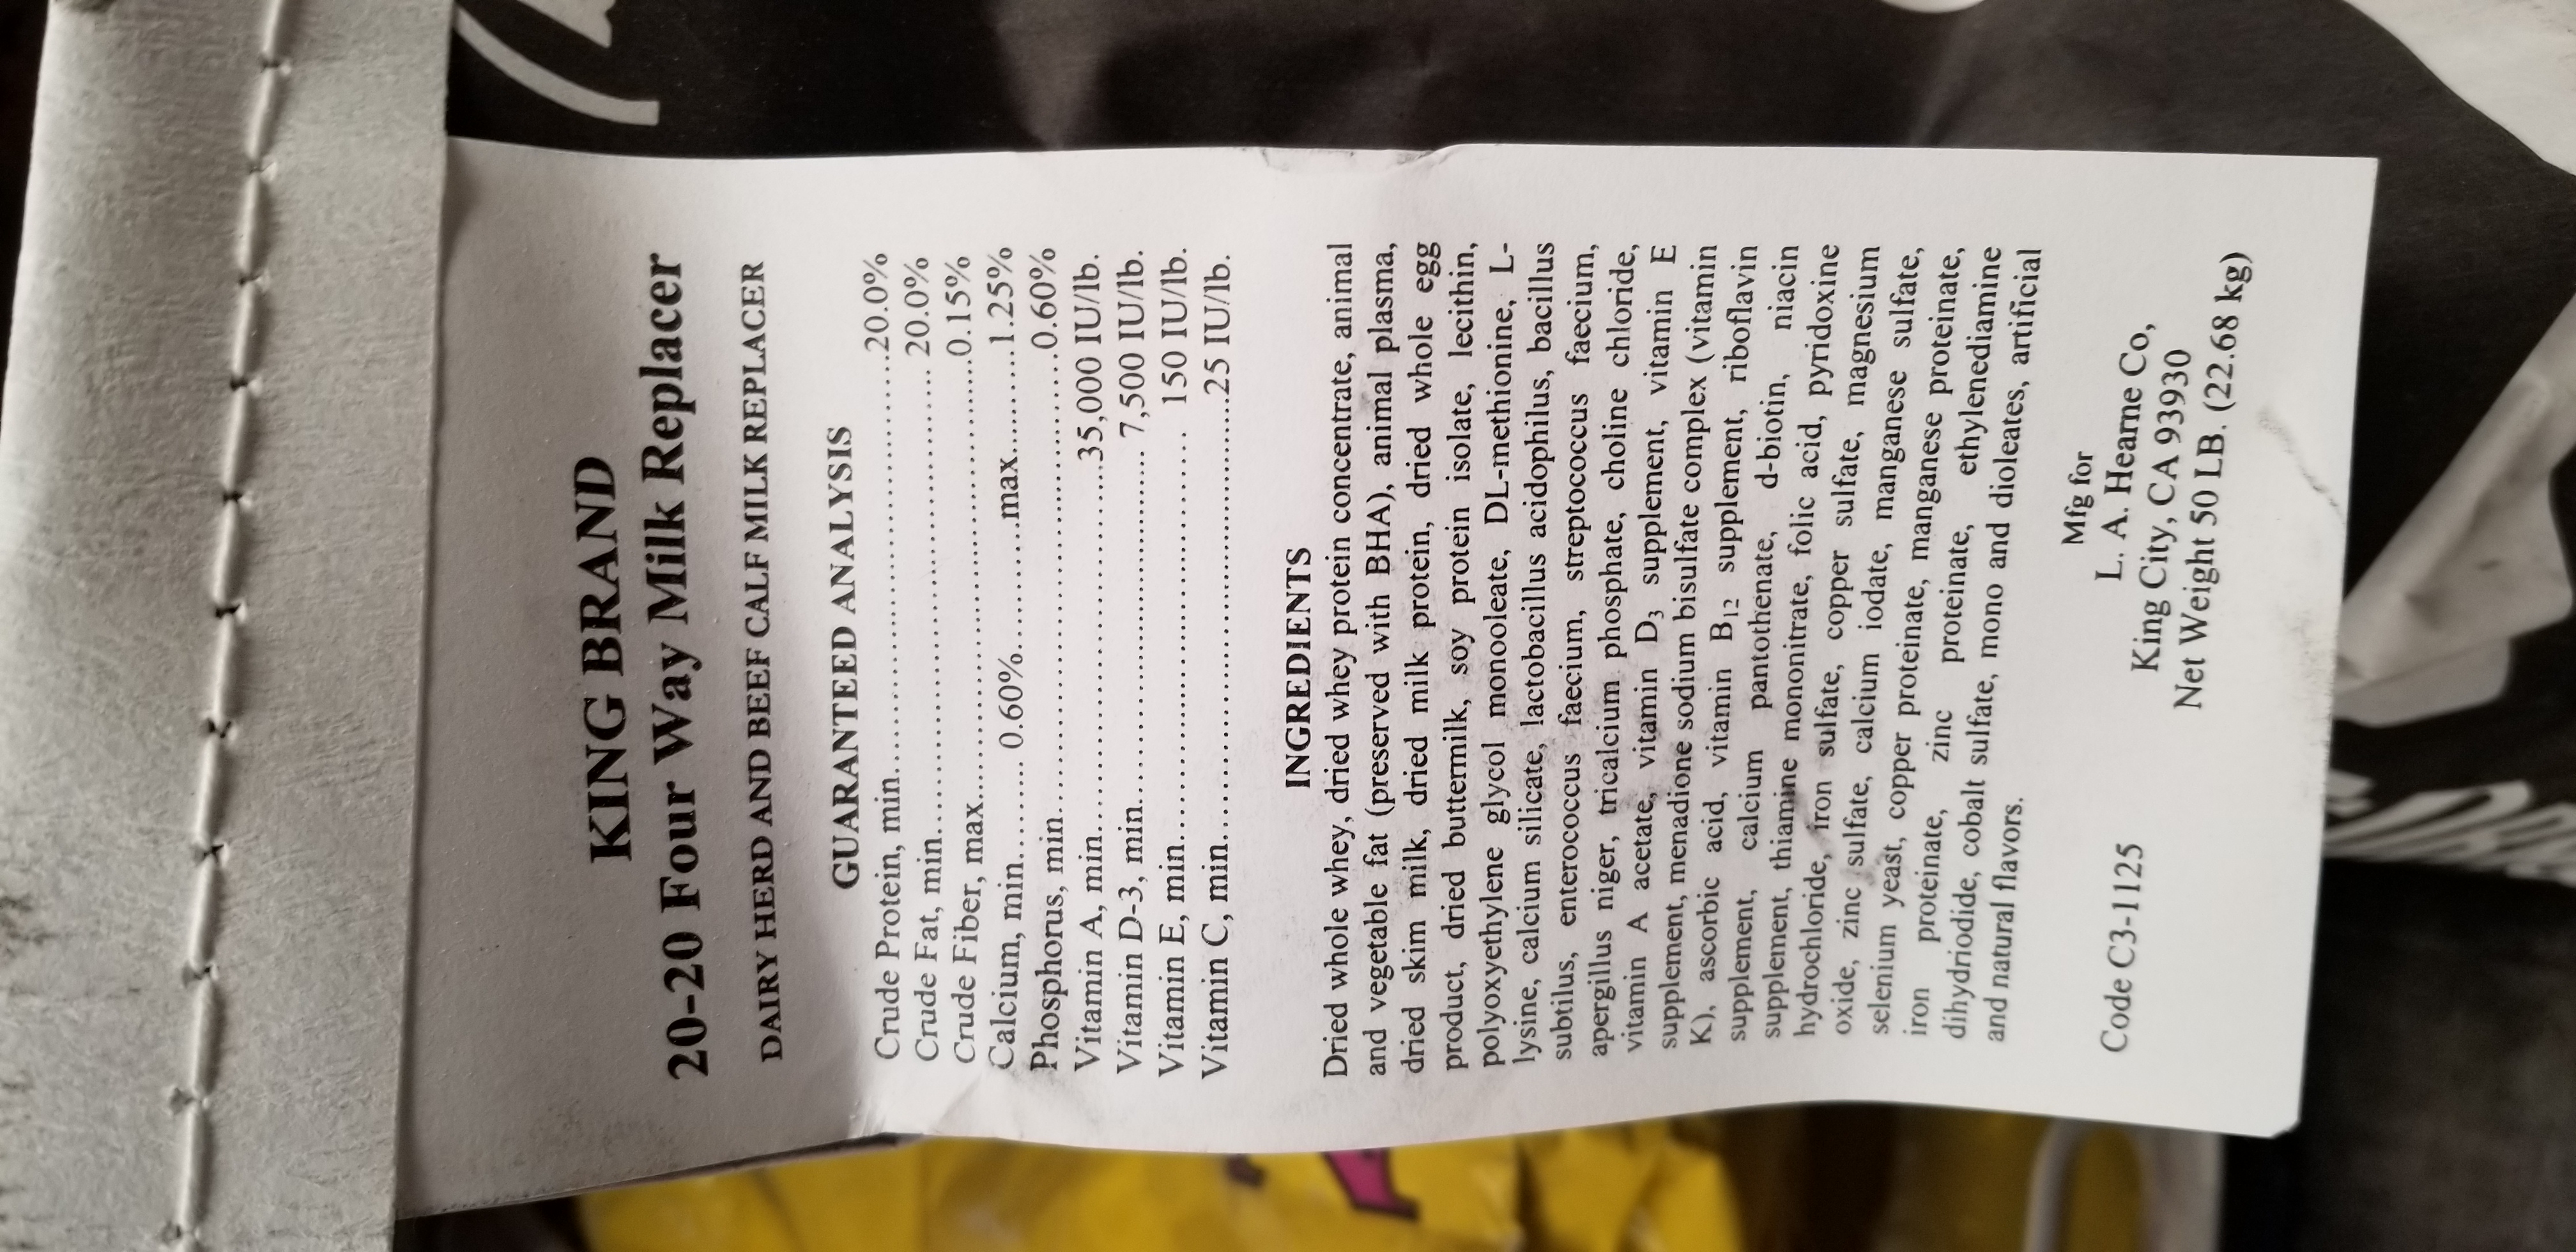 KING BRAND
20-20 Four Way Milk Replacer
DAIRY HERD AND BEEF CALF MILK REPLACER
GUARANTEED ANALYSIS
Crude Protein, min..............................................20.0%
Crude Fat, min.............................................. 20.0%
Crude Fiber, max..............................................0.15%
Calcium, min.......... 0.60%..............max..........1.25%
Phosphorus, min..............................................0.60%
Vitamin A, min....................................35,000 IU/lb.
Vitamin D-3, min.................................... 7,500 IU/lb.
Vitamin E, min.......................................... 150 IU/lb.
Vitamin C, min............................................25 IU/lb.
INGREDIENTS
Dried whole whey, dried whey protein concentrate, animal
and vegetable fat (preserved with BHA), animal plasma,
dried skim milk, dried milk protein, dried whole egg
product, dried buttermilk, soy protein isolate, lecithin,
polyoxyethylene glycol monooleate, DL-methionine, L-
lysine, calcium silicate, lactobacillus acidophilus, bacillus
subtilus, enterococcus faecium, streptococcus faecium,
apergillus niger, tricalcium phosphate, choline chloride,
vitamin A acetate, vitamin D₃ supplement, vitamin E
supplement, menadione sodium bisulfate complex (vitamin
K), ascorbic acid, vitamin B₁₂ supplement, riboflavin
supplement, calcium pantothenate, d-biotin, niacin
supplement, thiamine mononitrate, folic acid, pyridoxine
hydrochloride, iron sulfate, copper sulfate, magnesium
oxide, zinc sulfate, calcium iodate, manganese sulfate,
selenium yeast, copper proteinate, manganese proteinate,
iron proteinate, zinc proteinate, ethylenediamine
dihydriodide, cobalt sulfate, mono and dioleates, artificial
and natural flavors.
Mfg for
L. A. Hearne Co,
King City, CA 93930
Code C3-1125
Net Weight 50 LB. (22.68 kg)